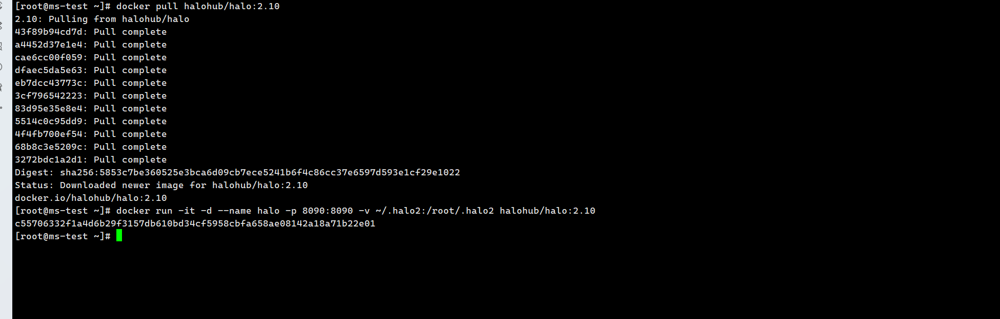 [root@ms-test ~]# docker pull halohub/halo:2.10
2.10: Pulling from halohub/halo
43f89b94cd7d: Pull complete
a4452d37e1e4: Pull complete
cae6cc00f059: Pull complete
dfaec5da5e63: Pull complete
eb7dcc43773c: Pull complete
3cf796542223: Pull complete
83d95e35e8e4: Pull complete
5514c0c95dd9: Pull complete
4f4fb700ef54: Pull complete
68b8c3e5209c: Pull complete
3272bdc1a2d1: Pull complete
Digest: sha256:5853c7be360525e3bca6d09cb7ece5241b6f4c86cc37e6597d593e1cf29e1022
Status: Downloaded newer image for halohub/halo:2.10
docker.io/halohub/halo:2.10
[root@ms-test ~]# docker run -it -d --name halo -p 8090:8090 -v ~/.halo2:/root/.halo2 halohub/halo:2.10
c55706332f1a4d6b29f3157db610bd34cf5958cbfa658ae08142a18a71b22e01
[root@ms-test ~]#